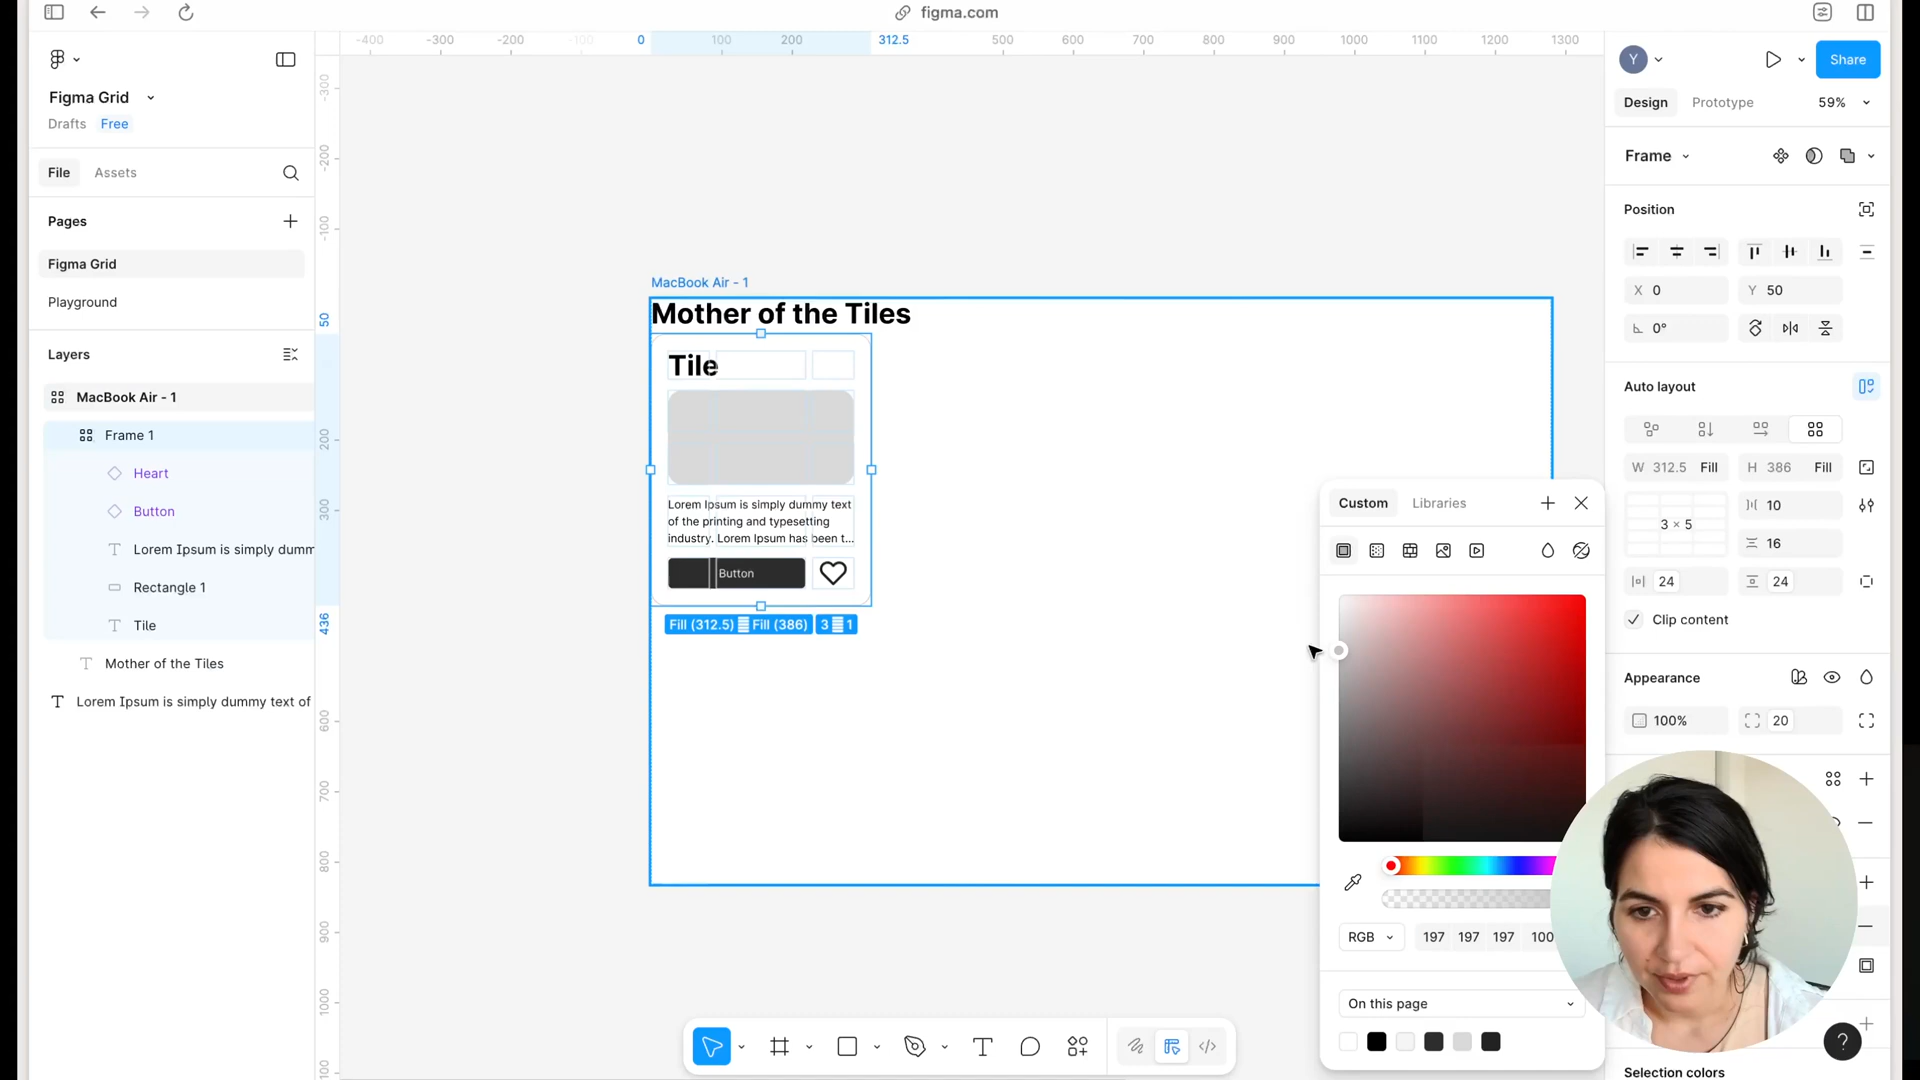 figma.com
-400
-300
-200
-100
0
100
200
312.5
500
600
700
800
900
1000
1100
1200
1300
Y
Share
Figma Grid
Drafts
Free
Design
Prototype
59%
File
Assets
Frame
Pages
Figma Grid
Playground
Position
X 0
Y 50
0°
Layers
MacBook Air - 1
Frame 1
Heart
Button
Lorem Ipsum is simply dumm
Rectangle 1
Tile
Mother of the Tiles
Lorem Ipsum is simply dummy text of
-300
-200
-100
50
200
300
436
600
700
800
900
1000
MacBook Air - 1
Mother of the Tiles
Tile
Lorem Ipsum is simply dummy text
of the printing and typesetting
industry. Lorem Ipsum has been t...
Button
Fill (312.5)
Fill (386)
3
1
Auto layout
W 312.5 Fill
H 386 Fill
3 × 5
10
16
24
24
Clip content
Appearance
100%
20
Custom
Libraries
RGB
197
197
197
100
On this page
?
Selection colors